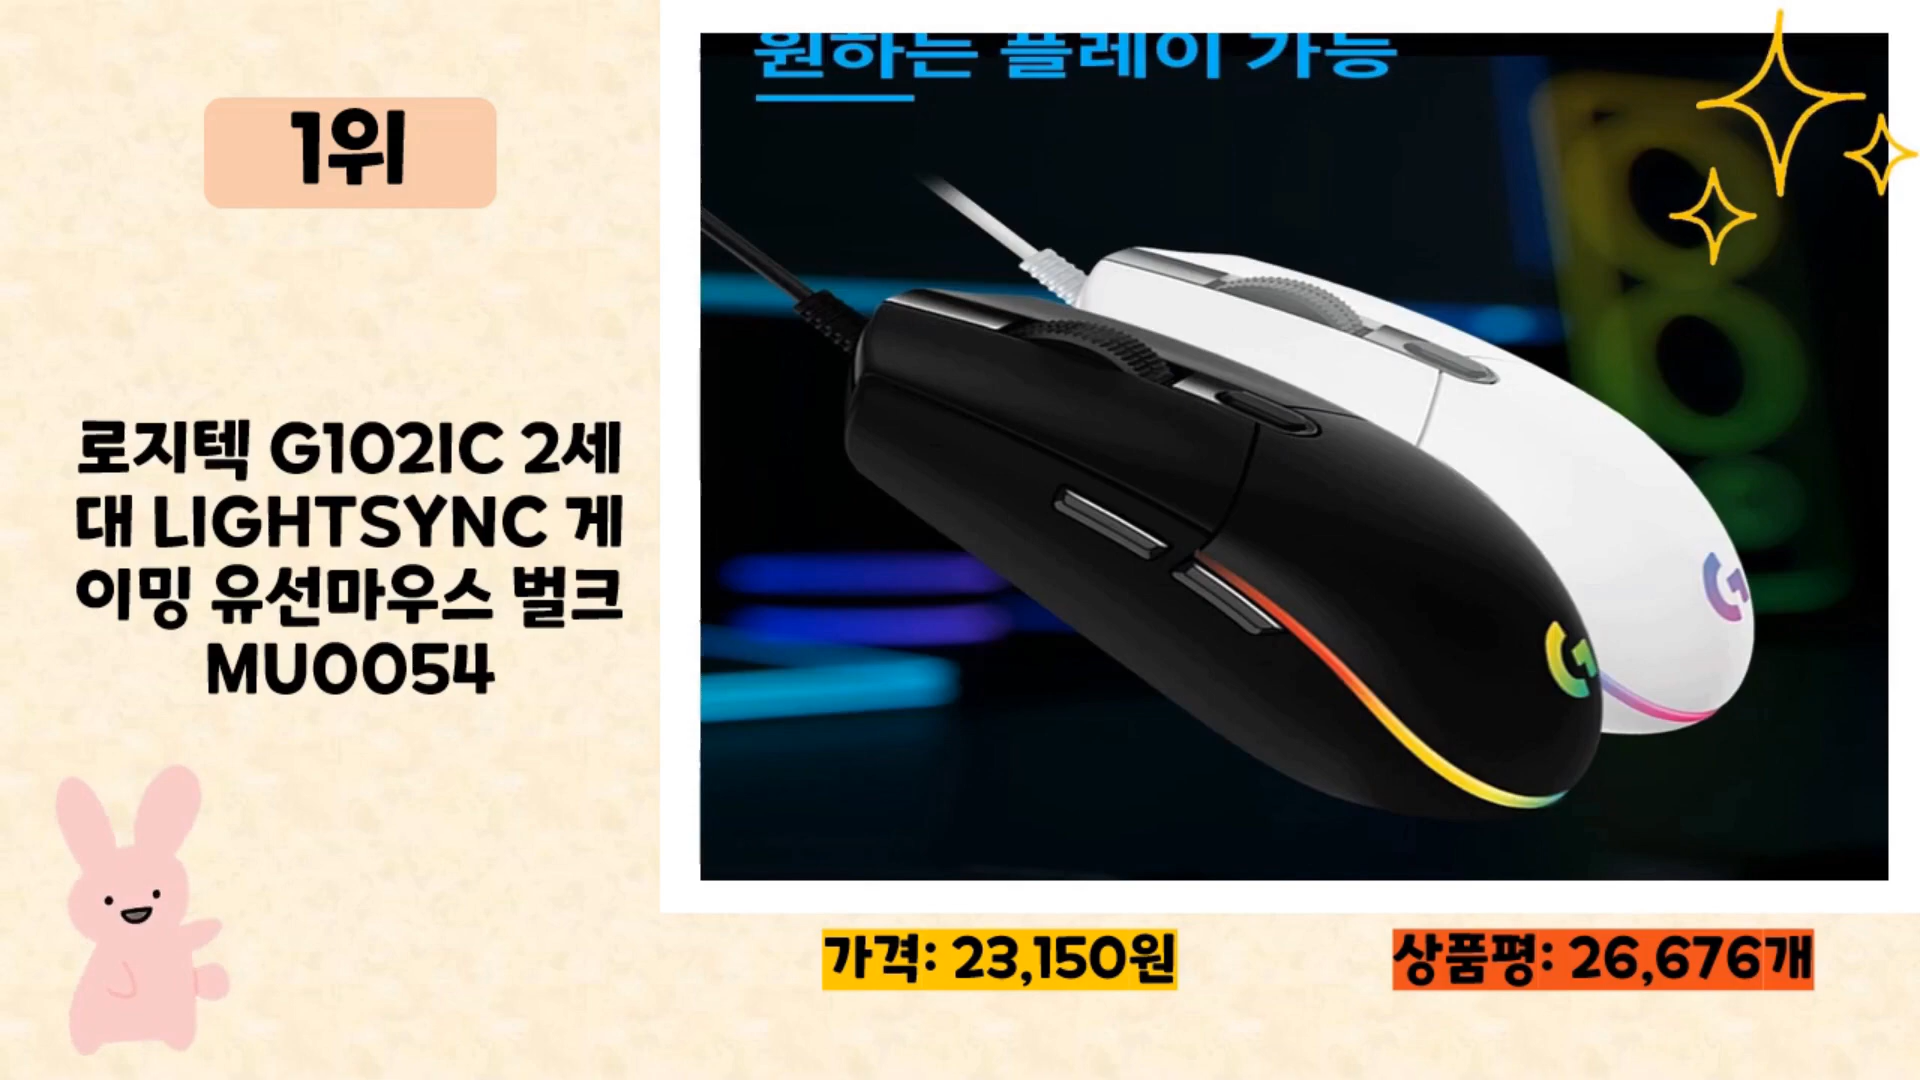 1위
원하는 플레이 가능
로지텍 G102IC 2세
대 LIGHTSYNC 게
이밍 유선마우스 벌크
MU0054
가격: 23,150원
상품평: 26,676개